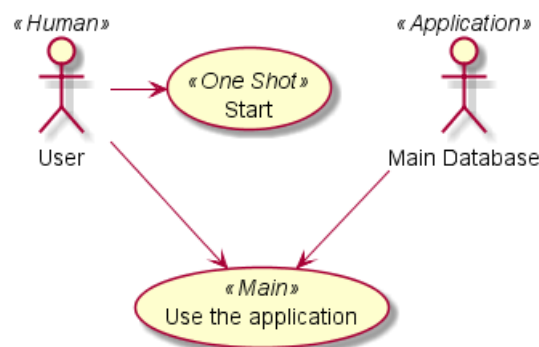 «Human»
User
«One Shot»
Start
«Application»
Main Database
«Main»
Use the application